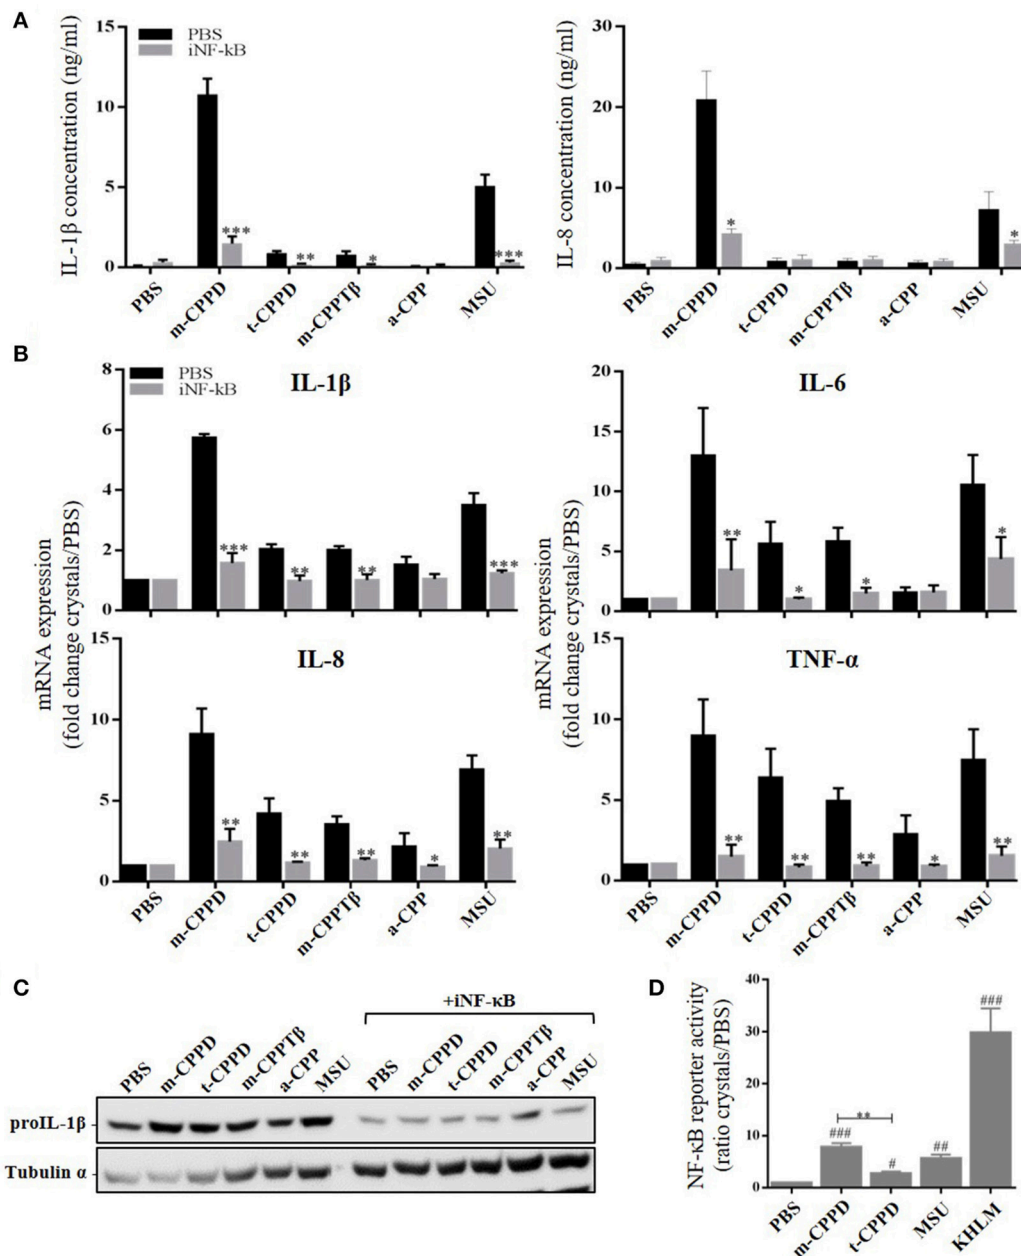 A
PBS
iNF-kB
IL-1β concentration (ng/ml)
15
10
5
0
***
**
*
***
PBS
m-CPPD
t-CPPD
m-CPPTβ
a-CPP
MSU
IL-8 concentration (ng/ml)
30
20
10
0
*
*
PBS
m-CPPD
t-CPPD
m-CPPTβ
a-CPP
MSU
B
PBS
iNF-kB
IL-1β
mRNA expression
(fold change crystals/PBS)
8
6
4
2
0
***
**
**
***
IL-6
mRNA expression
(fold change crystals/PBS)
20
15
10
5
0
**
*
*
*
IL-8
15
10
5
0
**
**
**
*
**
PBS
m-CPPD
t-CPPD
m-CPPTβ
a-CPP
MSU
TNF-α
15
10
5
0
**
**
**
*
**
PBS
m-CPPD
t-CPPD
m-CPPTβ
a-CPP
MSU
C
+iNF-κB
PBS m-CPPD t-CPPD m-CPPTβ a-CPP MSU PBS m-CPPD t-CPPD m-CPPTβ a-CPP MSU
proIL-1β -
Tubulin α -
D
NF-κB reporter activity
(ratio crystals/PBS)
40
30
20
10
0
###
**
#
##
###
PBS
m-CPPD
t-CPPD
MSU
KHLM